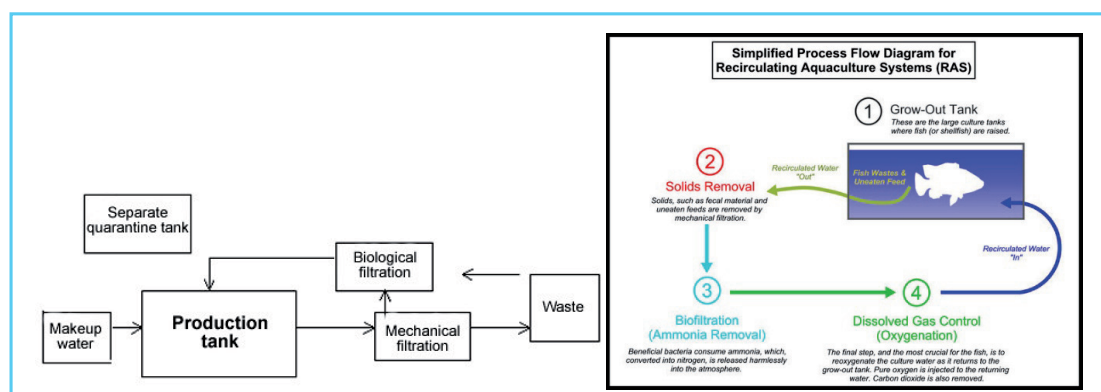 Separate
quarantine tank
Biological
filtration
Makeup
water
Production
tank
Mechanical
filtration
Waste
Simplified Process Flow Diagram for
Recirculating Aquaculture Systems (RAS)
1
Grow-Out Tank
These are the large culture tanks
where fish (or shellfish) are raised.
Fish Wastes &
Uneaten Feed
Recirculated Water
"Out"
2
Solids Removal
Solids, such as fecal material and
uneaten feeds are removed by
mechanical filtration.
Recirculated Water
"In"
3
Biofiltration
(Ammonia Removal)
Beneficial bacteria consume ammonia, which,
converted into nitrogen, is released harmlessly
into the atmosphere.
4
Dissolved Gas Control
(Oxygenation)
The final step, and the most crucial for the fish, is to
reoxygenate the culture water as it returns to the
grow-out tank. Pure oxygen is injected to the returning
water. Carbon dioxide is also removed.